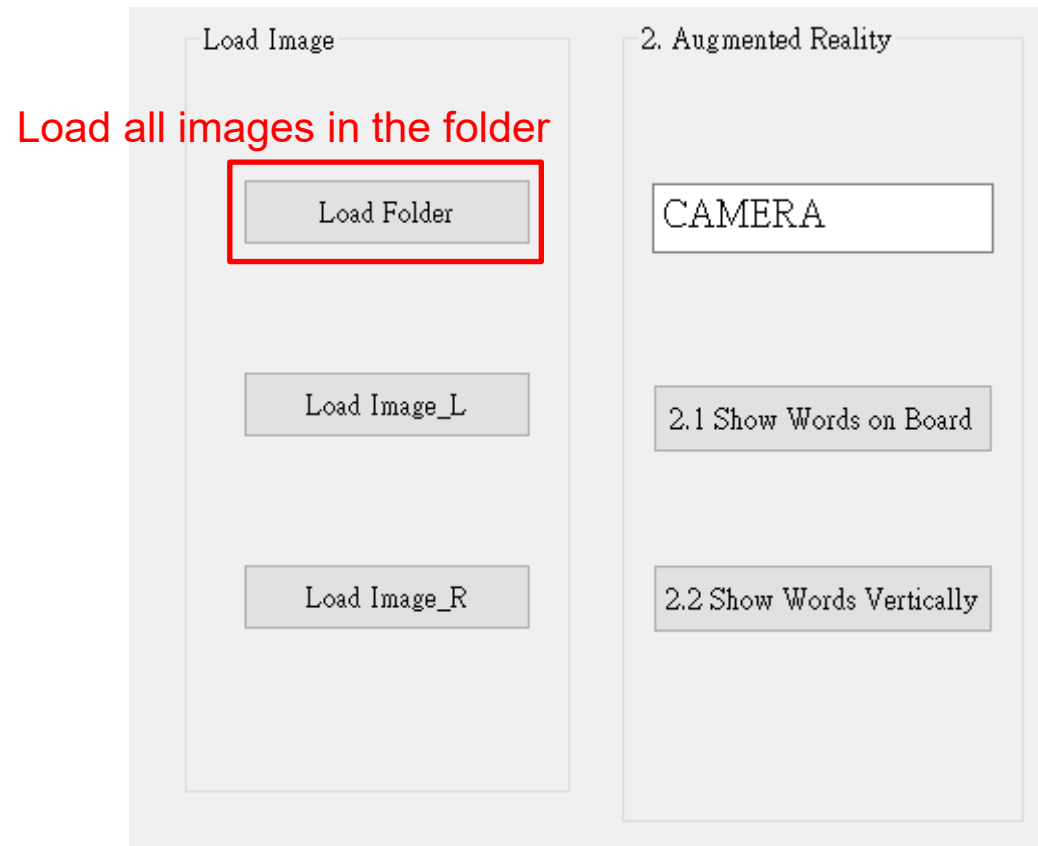 Load Image
Load all images in the folder
Load Folder
Load Image_L
Load Image_R
2. Augmented Reality
CAMERA
2.1 Show Words on Board
2.2 Show Words Vertically